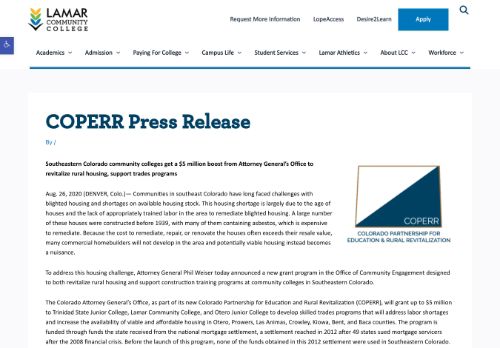 LAMAR
COMMUNITY
COLLEGE
Request More Information LopeAccess Desire2Learn Apply
Academics Admission Paying For College Campus Life Student Services Lamar Athletics About LCC Workforce
COPERR Press Release
By /
Southeastern Colorado community colleges get a $5 million boost from Attorney General's Office to
revitalize rural housing, support trades programs
Aug. 26, 2020 (DENVER, Colo.)— Communities in southeast Colorado have long faced challenges with
blighted housing and shortages on available housing stock. This housing shortage is largely due to the age of
houses and the lack of appropriately trained labor in the area to remediate blighted housing. A large number
of these houses were constructed before 1939, with many of them containing asbestos, which is expensive
to remediate. Because the cost to remediate, repair, or renovate the houses often exceeds their resale value,
many commercial homebuilders will not develop in the area and potentially viable housing instead becomes
a nuisance.
COPERR
COLORADO PARTNERSHIP FOR
EDUCATION & RURAL REVITALIZATION
To address this housing challenge, Attorney General Phil Weiser today announced a new grant program in the Office of Community Engagement designed
to both revitalize rural housing and support construction training programs at community colleges in Southeastern Colorado.
The Colorado Attorney General's Office, as part of its new Colorado Partnership for Education and Rural Revitalization (COPERR), will grant up to $5 million
to Trinidad State Junior College, Lamar Community College, and Otero Junior College to develop skilled trades programs that will address labor shortages
and increase the availability of viable and affordable housing in Otero, Prowers, Las Animas, Crowley, Kiowa, Bent, and Baca counties. The program is
funded through funds the state received from the national mortgage settlement, a settlement reached in 2012 after 49 states sued mortgage servicers
after the 2008 financial crisis. Before the launch of this program, none of the funds obtained in this 2012 settlement were used in Southeast Colorado.